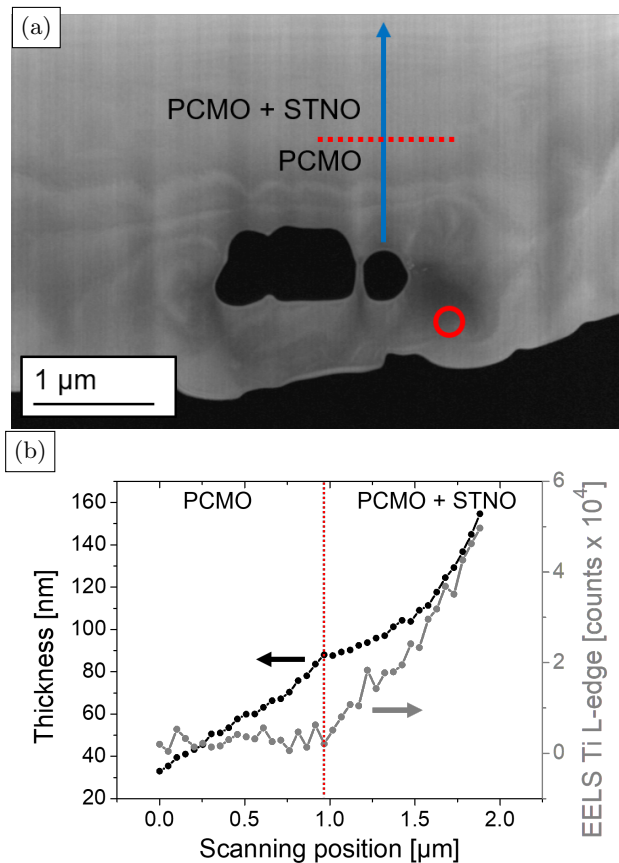 (a)
PCMO + STNO
PCMO
1 µm
(b)
PCMO
PCMO + STNO
160
140
120
100
80
60
40
20
6
4
2
0
0.0
0.5
1.0
1.5
2.0
Thickness [nm]
EELS Ti L-edge [counts x 10⁴]
Scanning position [µm]